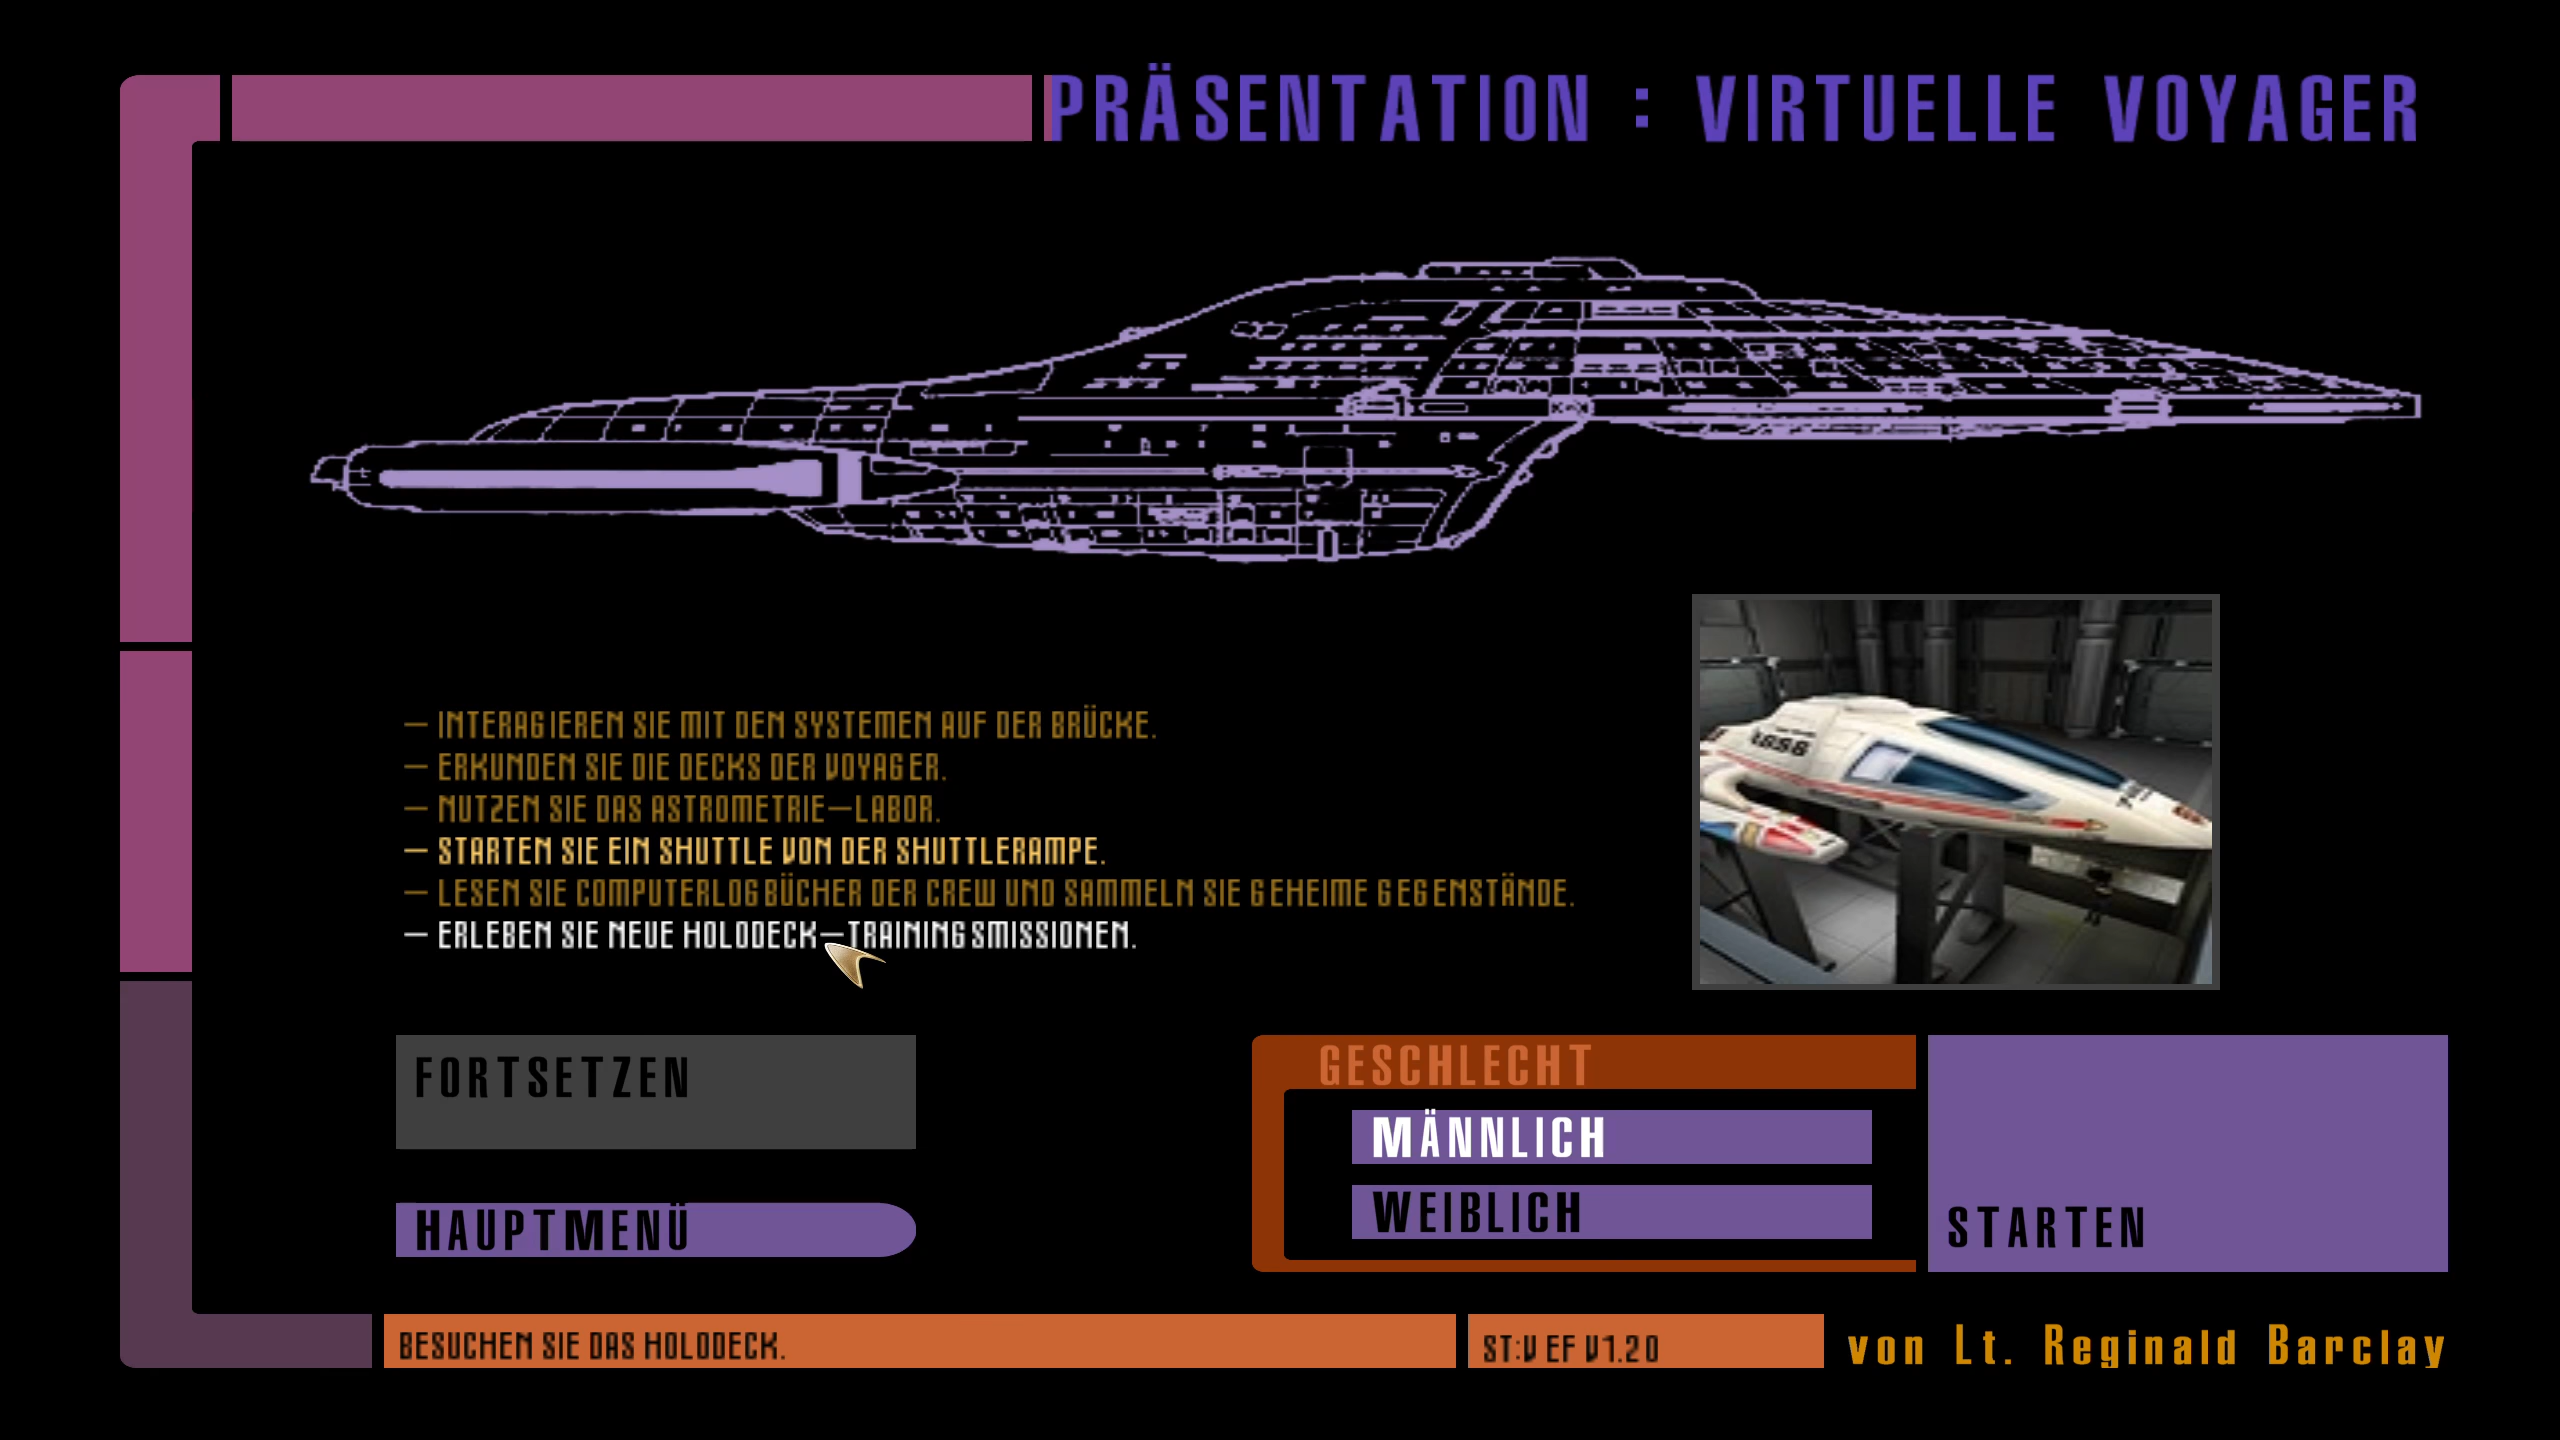 PRÄSENTATION : VIRTUELLE VOYAGER
– INTERAGIEREN SIE MIT DEN SYSTEMEN AUF DER BRÜCKE.
– ERKUNDEN SIE DIE DECKS DER VOYAGER.
– NUTZEN SIE DAS ASTROMETRIE–LABOR.
– STARTEN SIE EIN SHUTTLE VON DER SHUTTLERAMPE.
– LESEN SIE COMPUTERLOGBÜCHER DER CREW UND SAMMELN SIE GEHEIME GEGENSTÄNDE.
– ERLEBEN SIE NEUE HOLODECK–TRAININGSMISSIONEN.
FORTSETZEN
HAUPTMENÜ
GESCHLECHT
MÄNNLICH
WEIBLICH
STARTEN
BESUCHEN SIE DAS HOLODECK.
ST:V EF V1.20
von Lt. Reginald Barclay